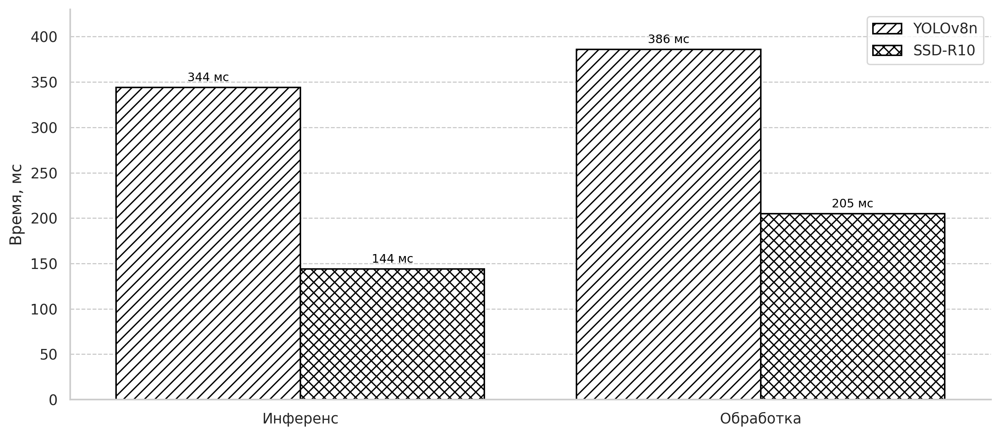 Время, мс
400
350
300
250
200
150
100
50
0
344 мс
144 мс
386 мс
205 мс
Инференс
Обработка
YOLOv8n
SSD-R10